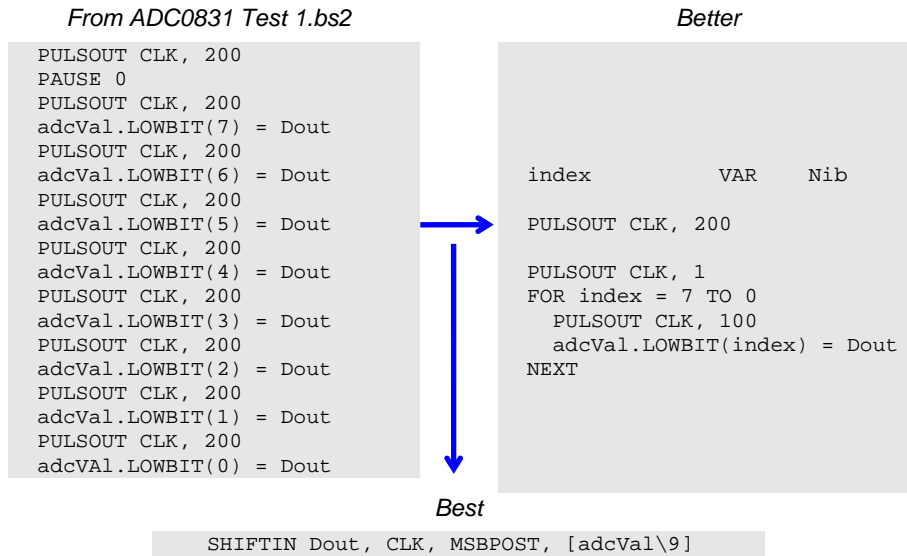 From ADC0831 Test 1.bs2
PULSOUT CLK, 200
PAUSE 0
PULSOUT CLK, 200
adcVal.LOWBIT(7) = Dout
PULSOUT CLK, 200
adcVal.LOWBIT(6) = Dout
PULSOUT CLK, 200
adcVal.LOWBIT(5) = Dout
PULSOUT CLK, 200
adcVal.LOWBIT(4) = Dout
PULSOUT CLK, 200
adcVal.LOWBIT(3) = Dout
PULSOUT CLK, 200
adcVal.LOWBIT(2) = Dout
PULSOUT CLK, 200
adcVal.LOWBIT(1) = Dout
PULSOUT CLK, 200
adcVAl.LOWBIT(0) = Dout
Better
index VAR Nib
PULSOUT CLK, 200
PULSOUT CLK, 1
FOR index = 7 TO 0
PULSOUT CLK, 100
adcVal.LOWBIT(index) = Dout
NEXT
Best
SHIFTIN Dout, CLK, MSBPOST, [adcVal\9]